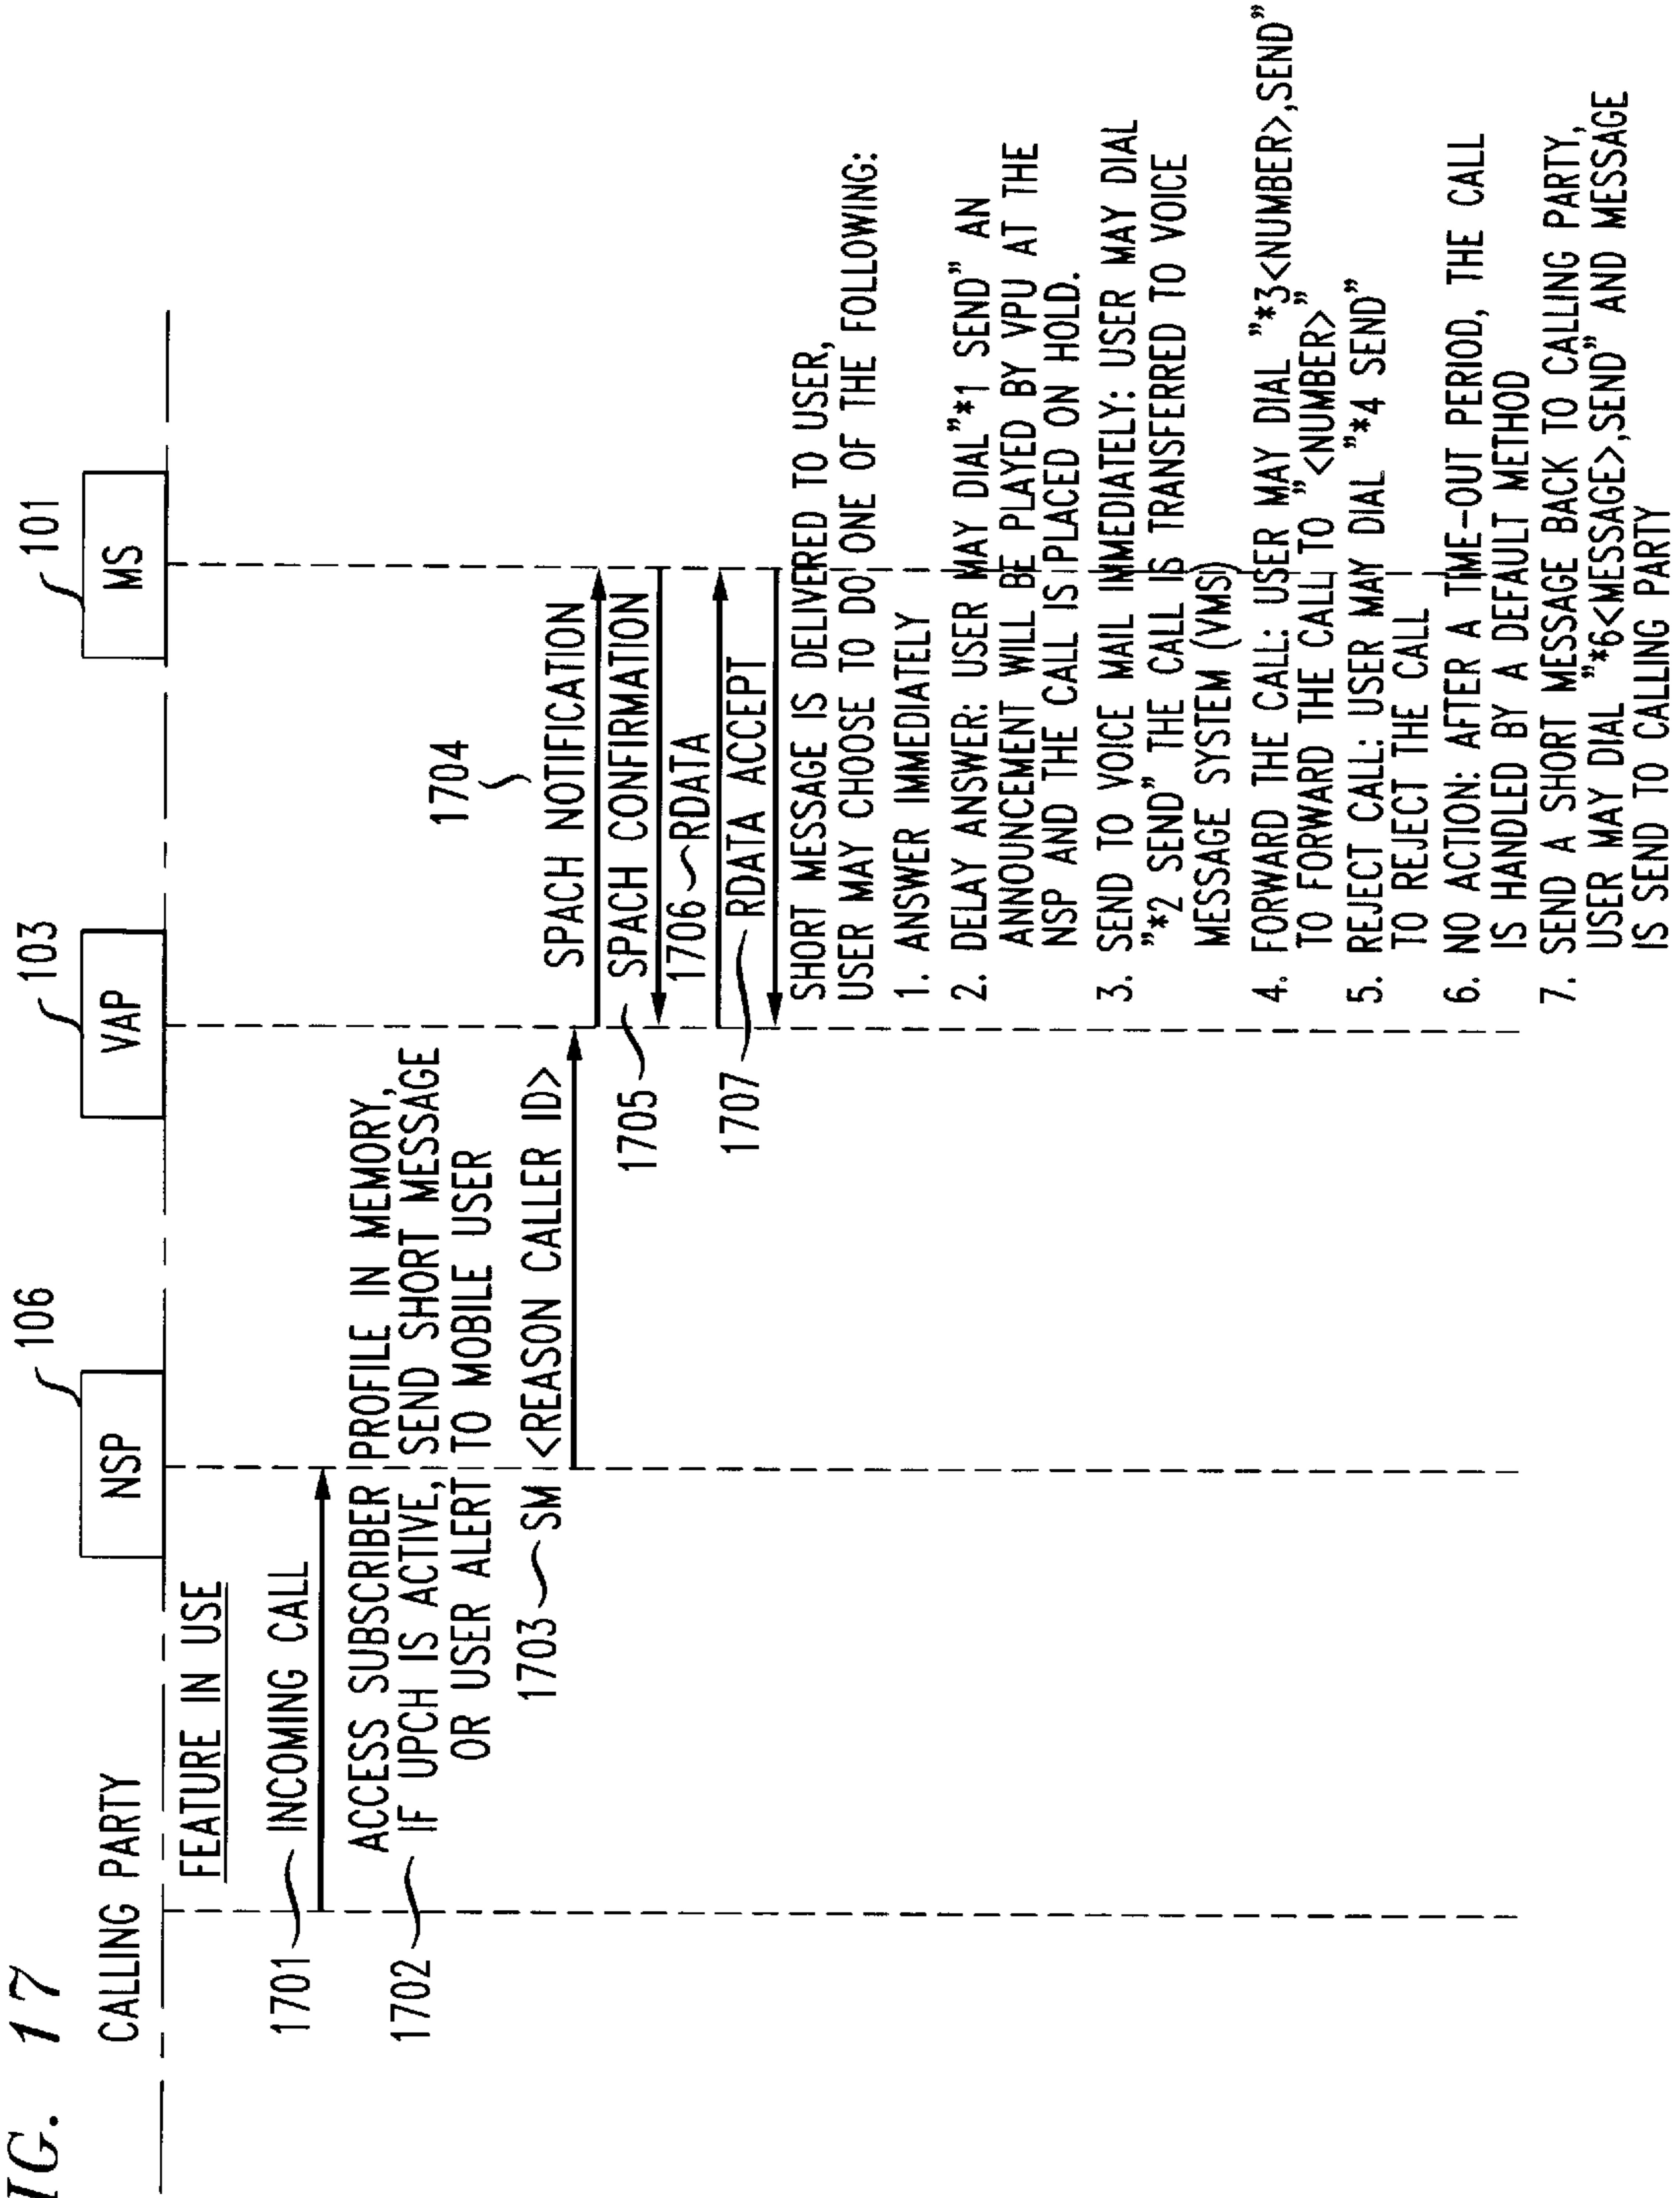 IG. 17
106
103
101
CALLING PARTY
NSP
VAP
MS
FEATURE IN USE
1701 INCOMING CALL
ACCESS SUBSCRIBER PROFILE IN MEMORY,
1702 IF UPCH IS ACTIVE, SEND SHORT MESSAGE
OR USER ALERT TO MOBILE USER
1703 SM <REASON CALLER ID>
1704
SPACH NOTIFICATION
1705 SPACH CONFIRMATION
1706 RDATA
1707 RDATA ACCEPT
SHORT MESSAGE IS DELIVERED TO USER,
USER MAY CHOOSE TO DO ONE OF THE FOLLOWING:
1. ANSWER IMMEDIATELY
2. DELAY ANSWER: USER MAY DIAL"*1 SEND" AN
ANNOUNCEMENT WILL BE PLAYED BY VPU AT THE
NSP AND THE CALL IS PLACED ON HOLD.
3. SEND TO VOICE MAIL IMMEDIATELY: USER MAY DIAL
"*2 SEND" THE CALL IS TRANSFERRED TO VOICE
MESSAGE SYSTEM (VMS)
4. FORWARD THE CALL: USER MAY DIAL "*3<NUMBER>,SEND"
TO FORWARD THE CALL TO "<NUMBER>"
5. REJECT CALL: USER MAY DIAL "*4 SEND"
TO REJECT THE CALL
6. NO ACTION: AFTER A TIME-OUT PERIOD, THE CALL
IS HANDLED BY A DEFAULT METHOD
7. SEND A SHORT MESSAGE BACK TO CALLING PARTY,
USER MAY DIAL "*6<MESSAGE>,SEND" AND MESSAGE
IS SEND TO CALLING PARTY